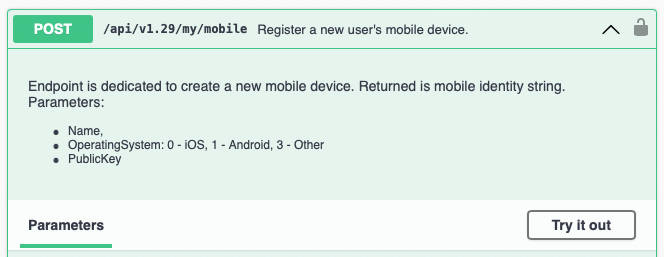 POST /api/v1.29/my/mobile Register a new user's mobile device.
Endpoint is dedicated to create a new mobile device. Returned is mobile identity string.
Parameters:
Name,
OperatingSystem: 0 - iOS, 1 - Android, 3 - Other
PublicKey
Parameters Try it out